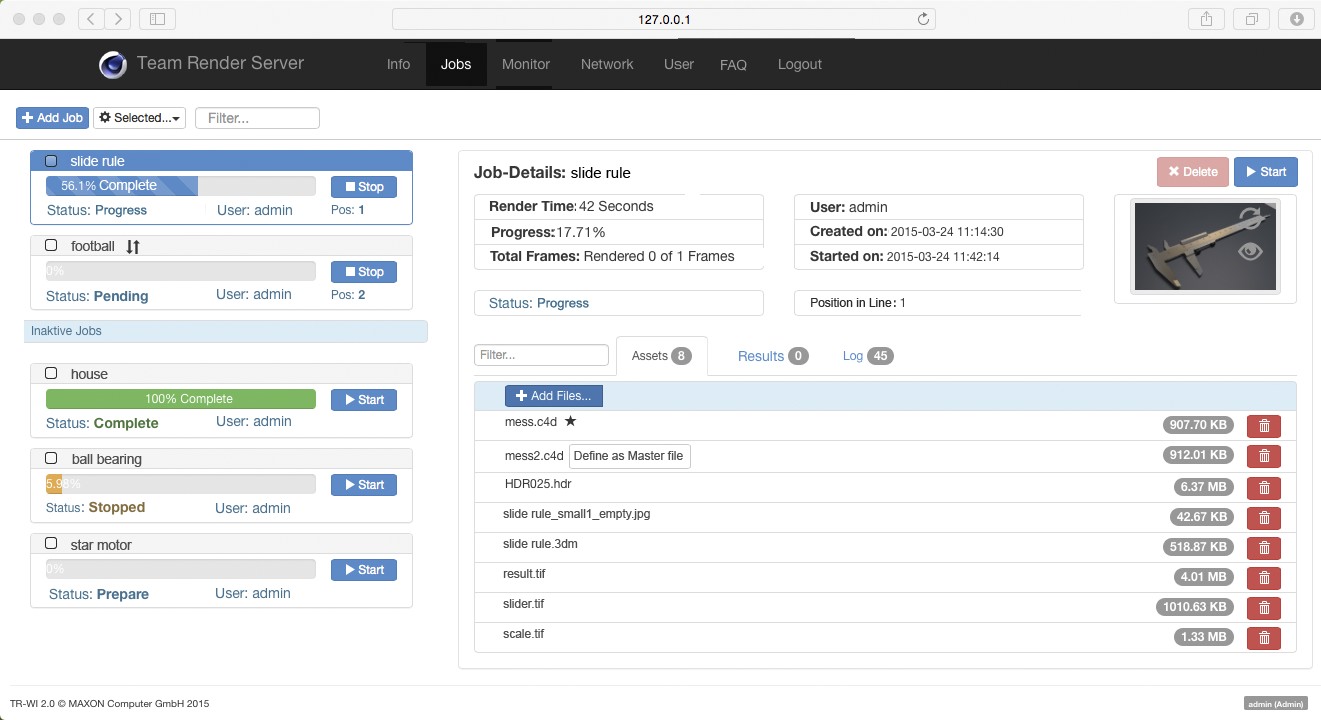 127.0.0.1
Team Render Server Info Jobs Monitor Network User FAQ Logout
Add Job Selected... Filter...
slide rule
56.1% Complete Stop
Status: Progress User: admin Pos: 1
football
0% Stop
Status: Pending User: admin Pos: 2
Inaktive Jobs
house
100% Complete Start
Status: Complete User: admin
ball bearing
5.98% Start
Status: Stopped User: admin
star motor
0% Start
Status: Prepare User: admin
Job-Details: slide rule Delete Start
Render Time: 42 Seconds User: admin
Progress: 17.71% Created on: 2015-03-24 11:14:30
Total Frames: Rendered 0 of 1 Frames Started on: 2015-03-24 11:42:14
Status: Progress Position in Line: 1
Filter... Assets 8 Results 0 Log 45
Add Files...
mess.c4d 907.70 KB
mess2.c4d Define as Master file 912.01 KB
HDR025.hdr 6.37 MB
slide rule_small1_empty.jpg 42.67 KB
slide rule.3dm 518.87 KB
result.tif 4.01 MB
slider.tif 1010.63 KB
scale.tif 1.33 MB
TR-WI 2.0 © MAXON Computer GmbH 2015 admin (Admin)